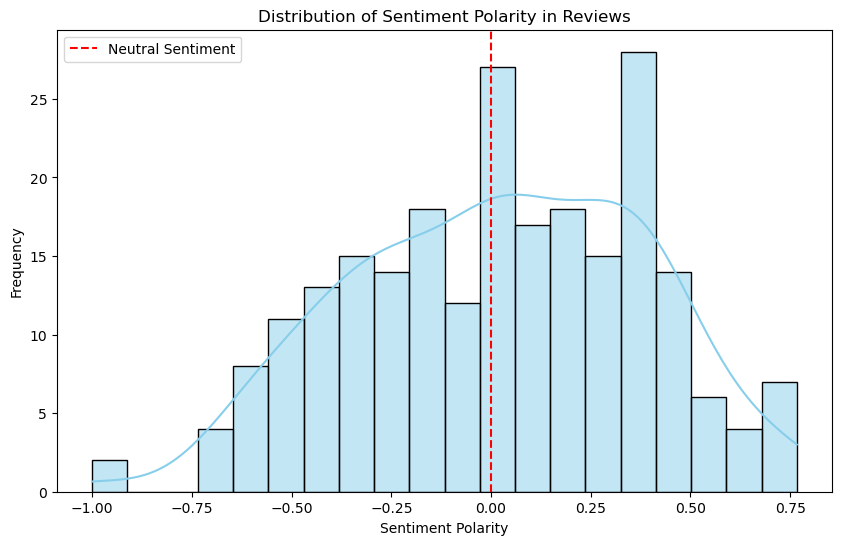 Distribution of Sentiment Polarity in Reviews
Neutral Sentiment
Frequency
25
20
15
10
5
0
−1.00 −0.75 −0.50 −0.25 0.00 0.25 0.50 0.75
Sentiment Polarity